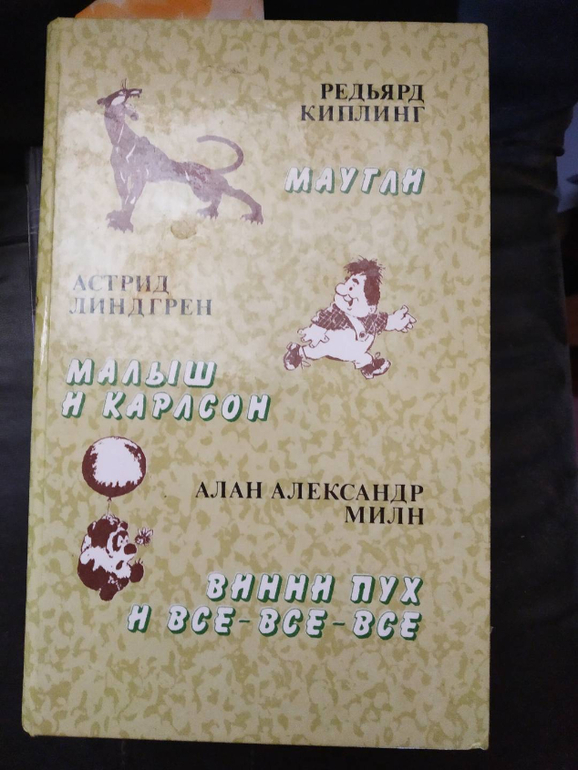 РЕДЬЯРД
КИПЛИНГ
МАУГЛИ
АСТРИД
ЛИНДГРЕН
МАЛЫШ
И КАРЛСОН
АЛАН АЛЕКСАНДР
МИЛН
ВИННИ ПУХ
И ВСЕ-ВСЕ-ВСЕ